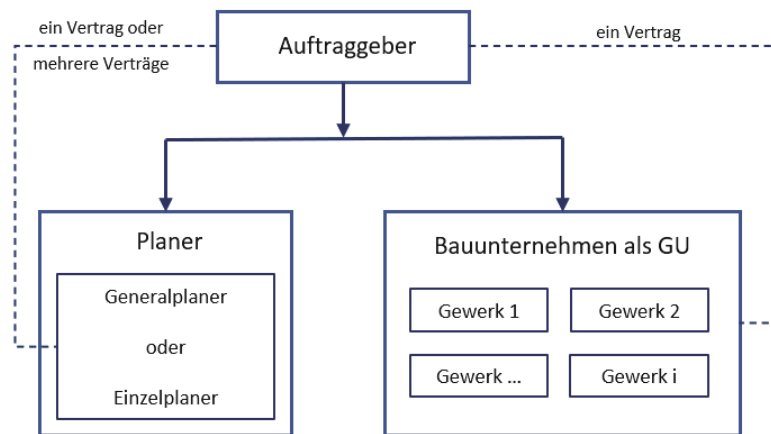 ein Vertrag oder
mehrere Verträge
Auftraggeber
ein Vertrag
Planer
Generalplaner
oder
Einzelplaner
Bauunternehmen als GU
Gewerk 1
Gewerk 2
Gewerk ...
Gewerk i